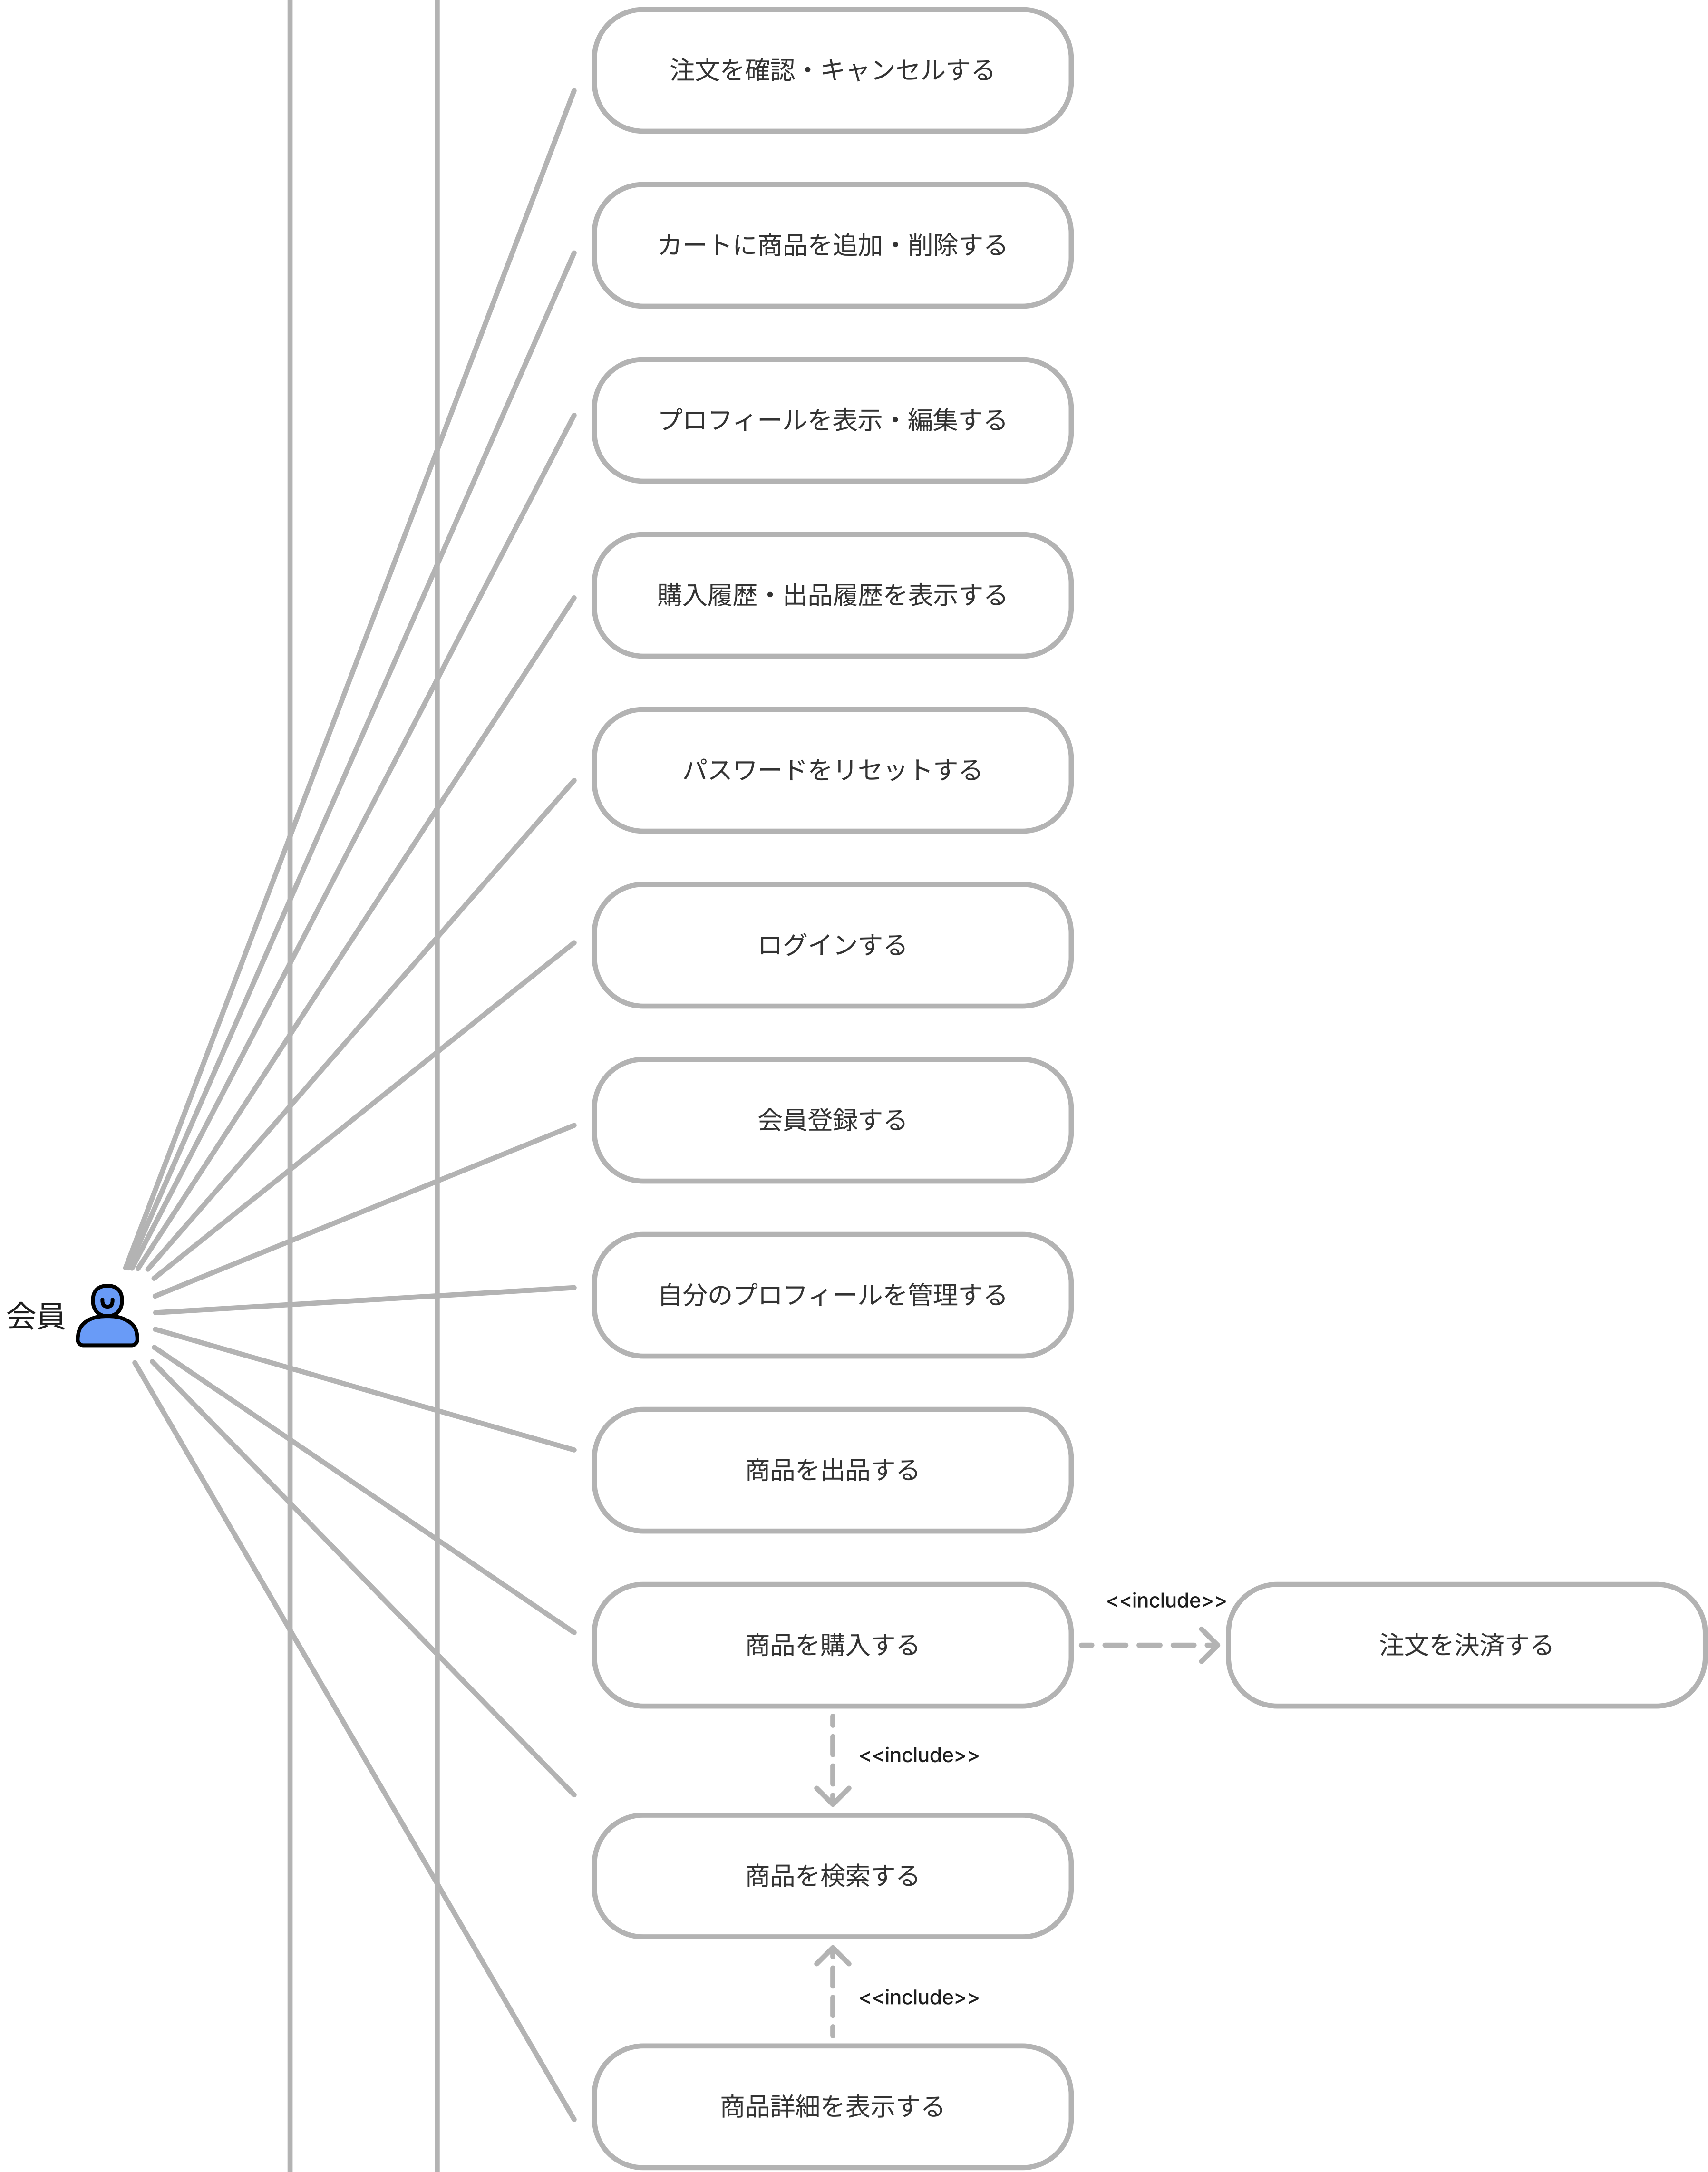 注文を確認・キャンセルする
カートに商品を追加・削除する
プロフィールを表示・編集する
購入履歴・出品履歴を表示する
パスワードをリセットする
ログインする
会員登録する
自分のプロフィールを管理する
会員
商品を出品する
<<include>>
商品を購入する
注文を決済する
<<include>>
商品を検索する
<<include>>
商品詳細を表示する